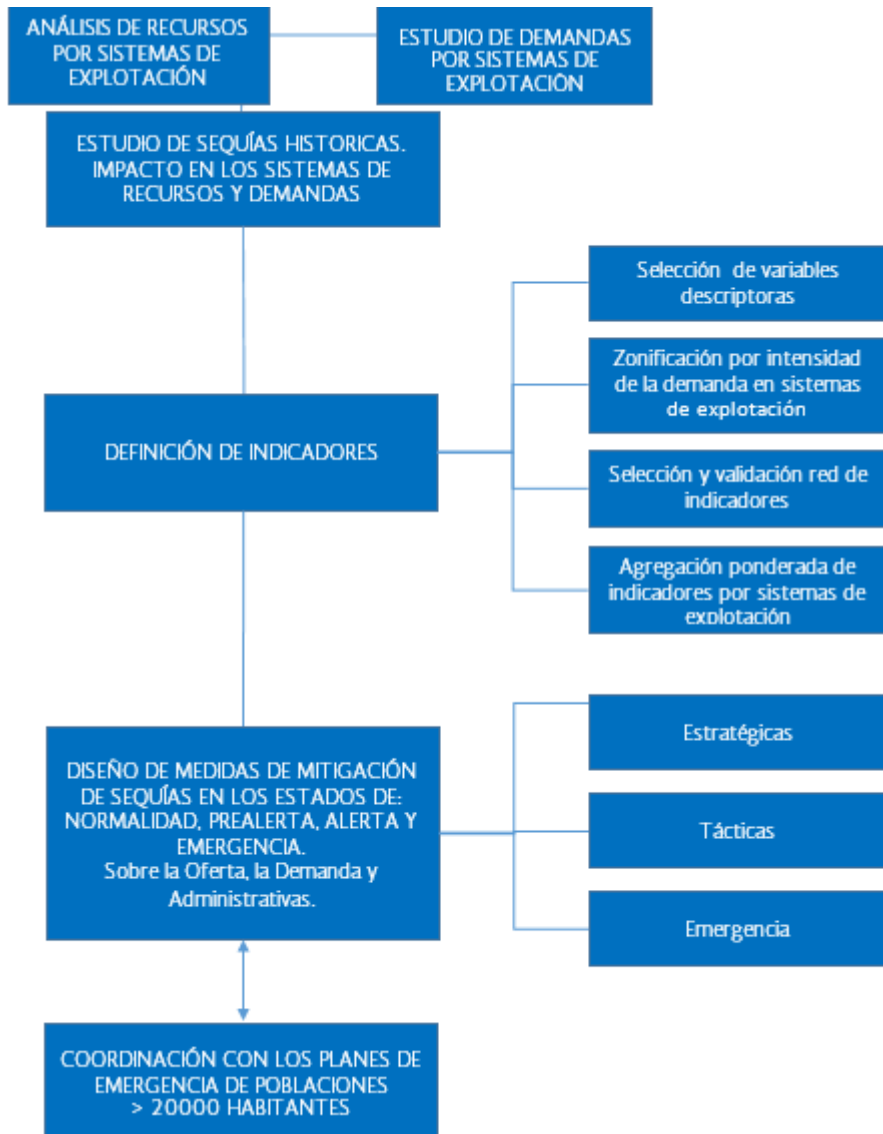 ANÁLISIS DE RECURSOS
POR SISTEMAS DE
EXPLOTACIÓN
ESTUDIO DE DEMANDAS
POR SISTEMAS DE
EXPLOTACIÓN
ESTUDIO DE SEQUÍAS HISTORICAS.
IMPACTO EN LOS SISTEMAS DE
RECURSOS Y DEMANDAS
Selección de variables
descriptoras
Zonificación por intensidad
de la demanda en sistemas
de explotación
DEFINICIÓN DE INDICADORES
Selección y validación red de
indicadores
Agregación ponderada de
indicadores por sistemas de
explotación
DISEÑO DE MEDIDAS DE MITIGACIÓN
DE SEQUÍAS EN LOS ESTADOS DE:
NORMALIDAD, PREALERTA, ALERTA Y
EMERGENCIA.
Sobre la Oferta, la Demanda y
Administrativas.
Estratégicas
Tácticas
Emergencia
COORDINACIÓN CON LOS PLANES DE
EMERGENCIA DE POBLACIONES
> 20000 HABITANTES